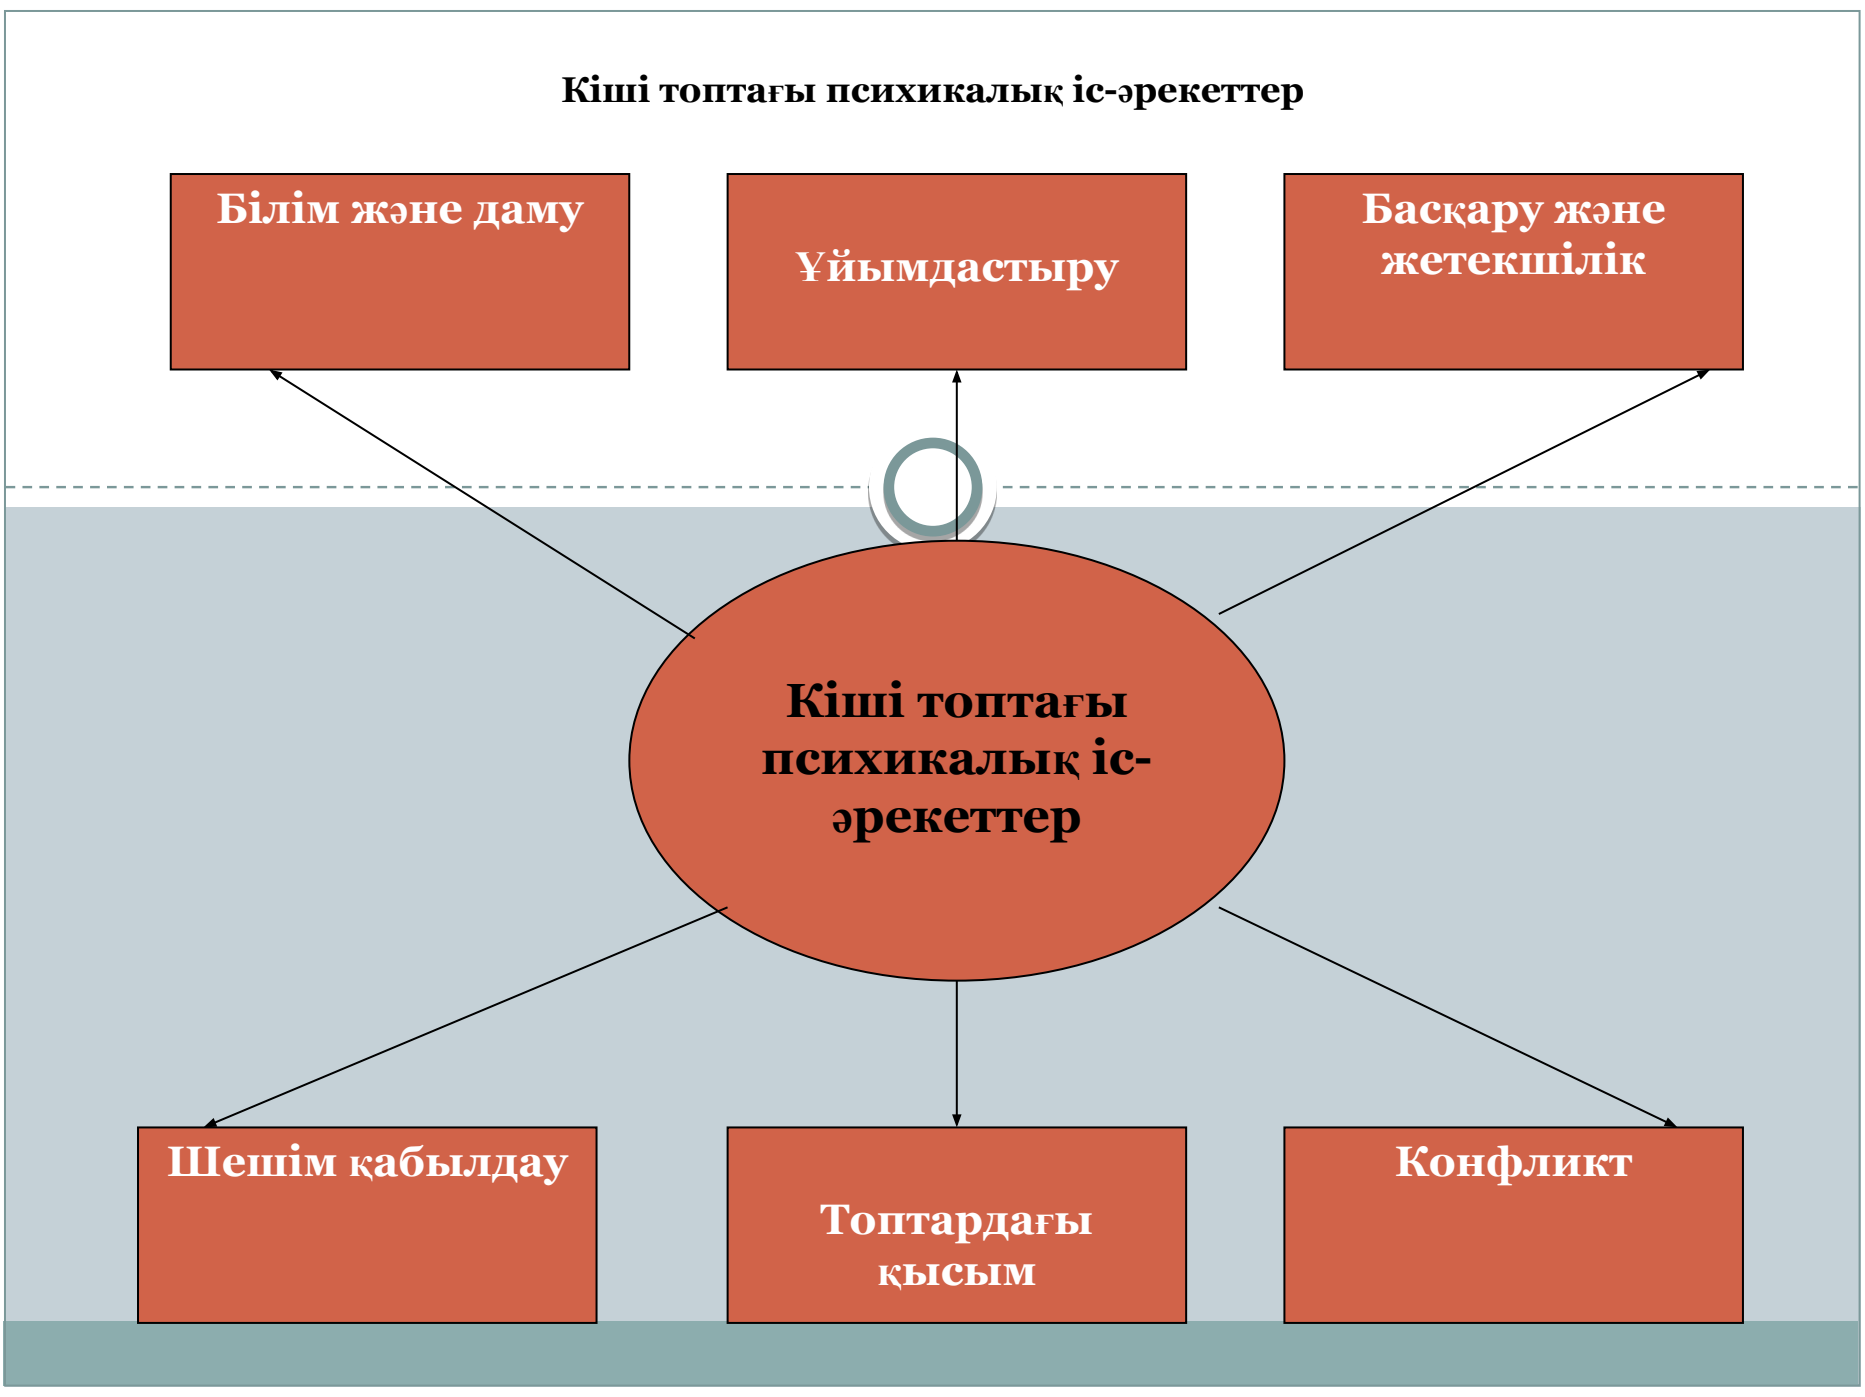 Кіші топтағы психикалық іс-әрекеттер
Білім және даму
Ұйымдастыру
Басқару және
жетекшілік
Кіші топтағы
психикалық іс-
әрекеттер
Шешім қабылдау
Топтардағы
қысым
Конфликт